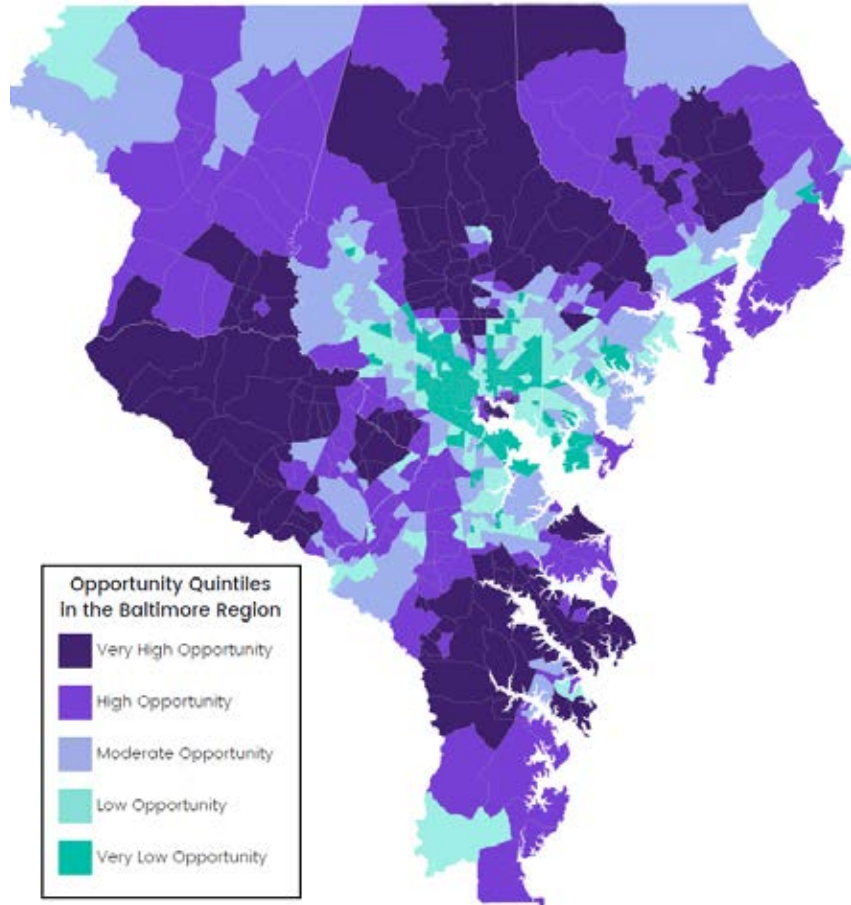 Opportunity Quintiles
in the Baltimore Region
Very High Opportunity
High Opportunity
Moderate Opportunity
Low Opportunity
Very Low Opportunity